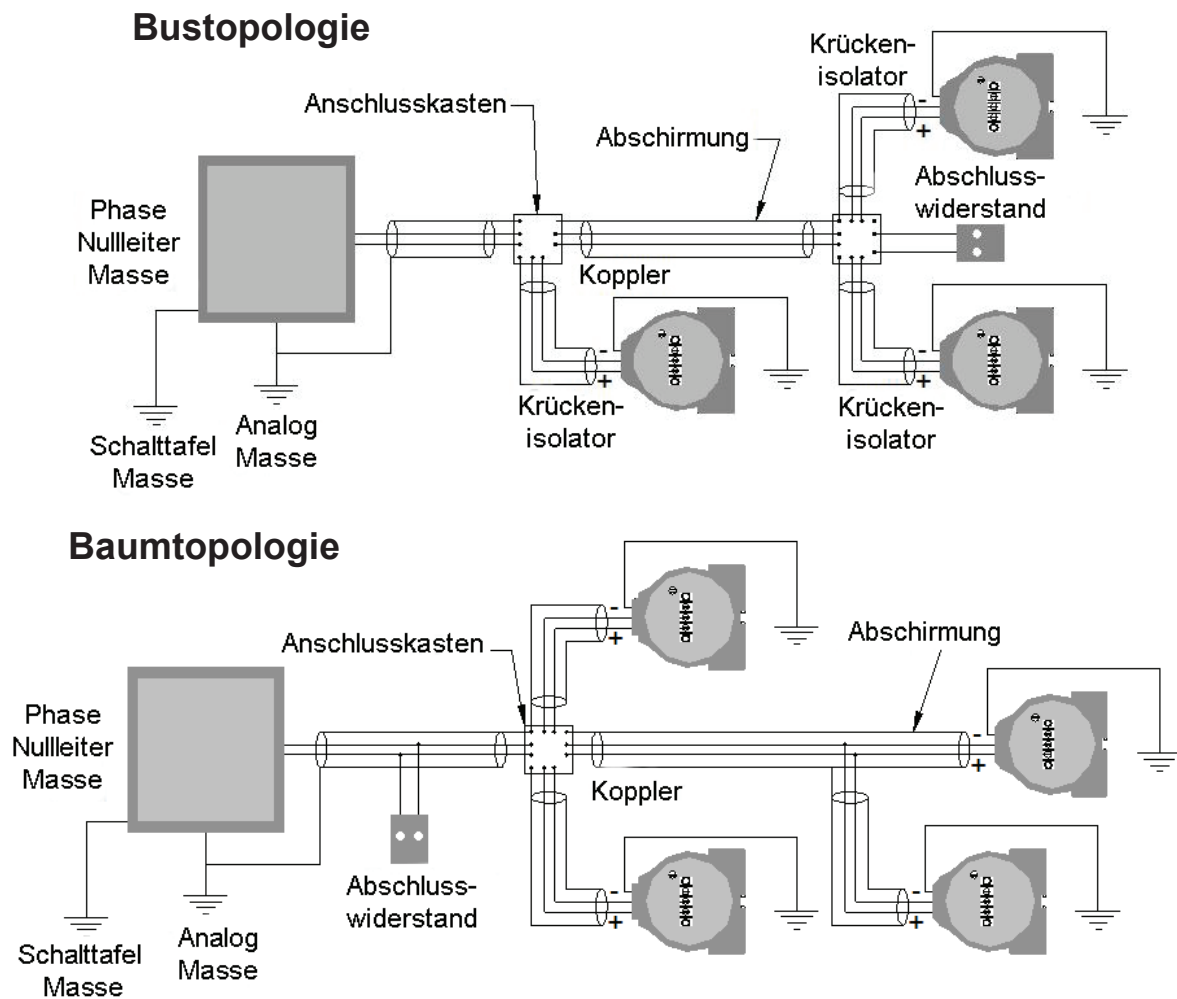 Bustopologie
Krücken-
isolator
Anschlusskasten
-
+
Abschirmung
Abschluss-
widerstand
Phase
Nullleiter
Masse
Koppler
-
+
-
+
Krücken-
isolator
Krücken-
isolator
Schalttafel
Masse
Analog
Masse
Baumtopologie
-
+
Anschlusskasten
Abschirmung
Phase
Nullleiter
Masse
-
+
Koppler
Abschluss-
widerstand
-
+
-
+
Schalttafel
Masse
Analog
Masse